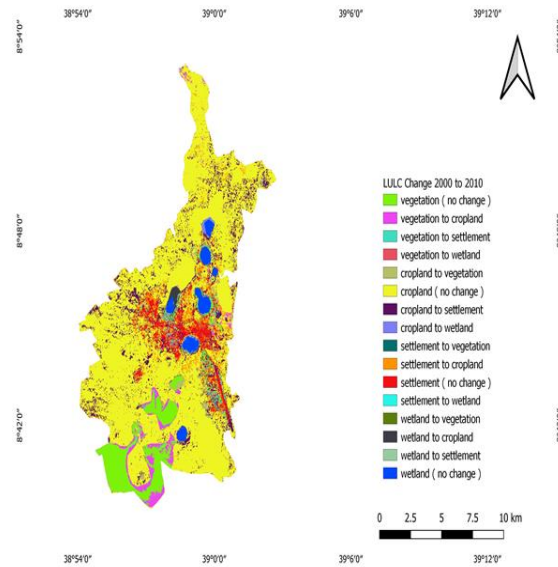 38°54'0" 39°0'0" 39°6'0" 39°12'0"
8°54'0"
8°48'0"
8°42'0"
LULC Change 2000 to 2010
vegetation ( no change )
vegetation to cropland
vegetation to settlement
vegetation to wetland
cropland to vegetation
cropland ( no change )
cropland to settlement
cropland to wetland
settlement to vegetation
settlement to cropland
settlement ( no change )
settlement to wetland
wetland to vegetation
wetland to cropland
wetland to settlement
wetland ( no change )
0 2.5 5 7.5 10 km
38°54'0" 39°0'0" 39°6'0" 39°12'0"